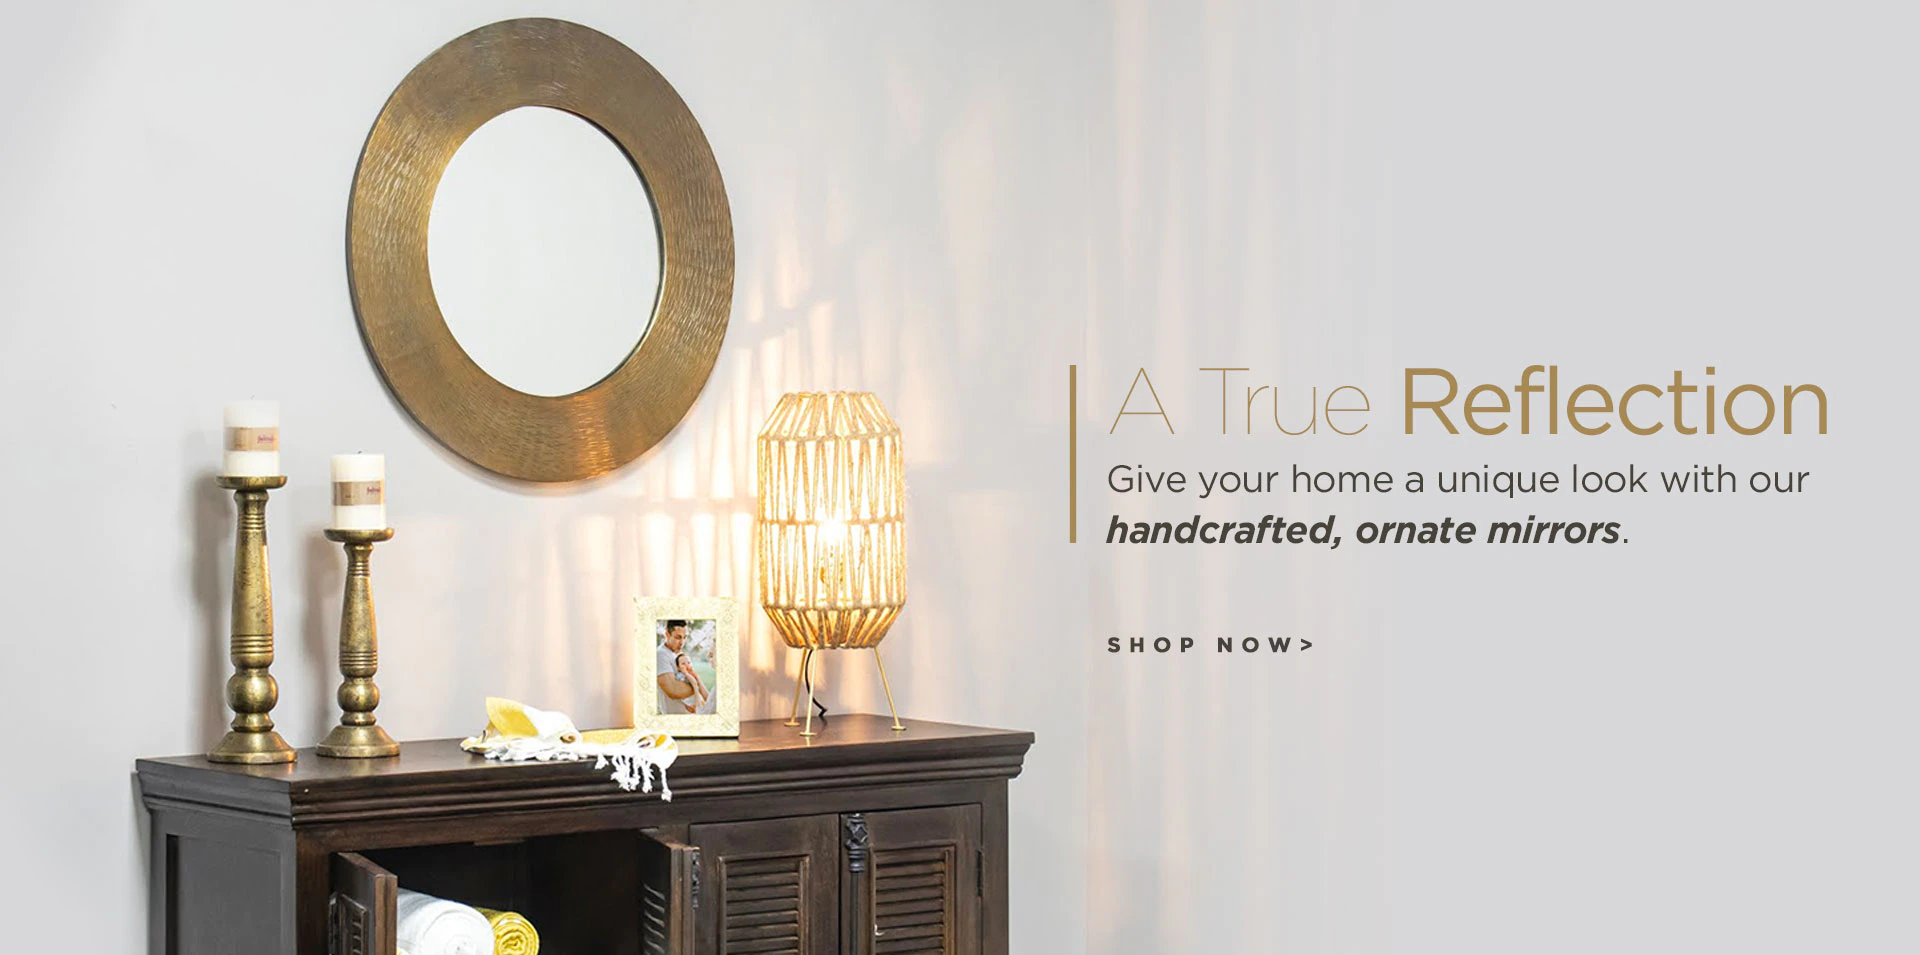 A True Reflection
Give your home a unique look with our
handcrafted, ornate mirrors.
SHOP NOW>